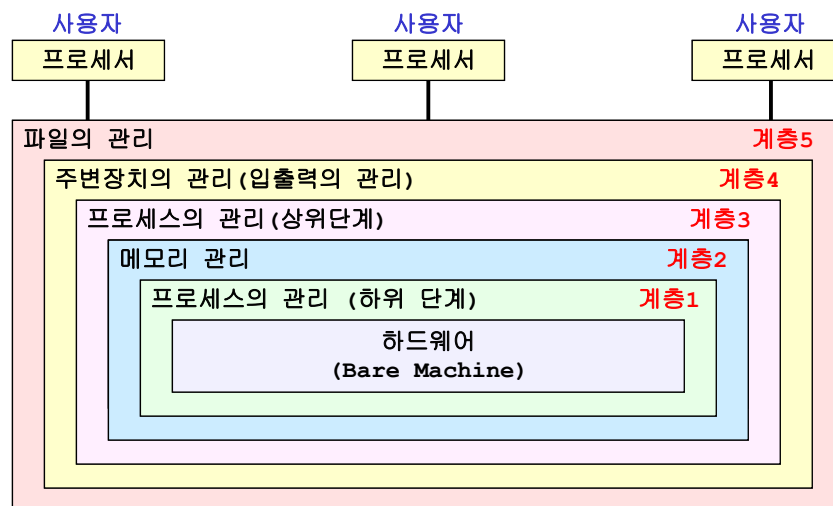 사용자 사용자 사용자
프로세서 프로세서 프로세서
파일의 관리 계층5
주변장치의 관리(입출력의 관리) 계층4
프로세스의 관리(상위단계) 계층3
메모리 관리 계층2
프로세스의 관리 (하위 단계) 계층1
하드웨어
(Bare Machine)